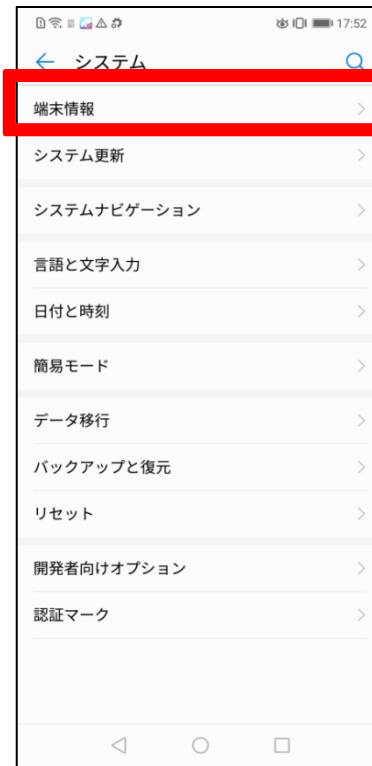 17:52
システム
端末情報
システム更新
システムナビゲーション
言語と文字入力
日付と時刻
簡易モード
データ移行
バックアップと復元
リセット
開発者向けオプション
認証マーク